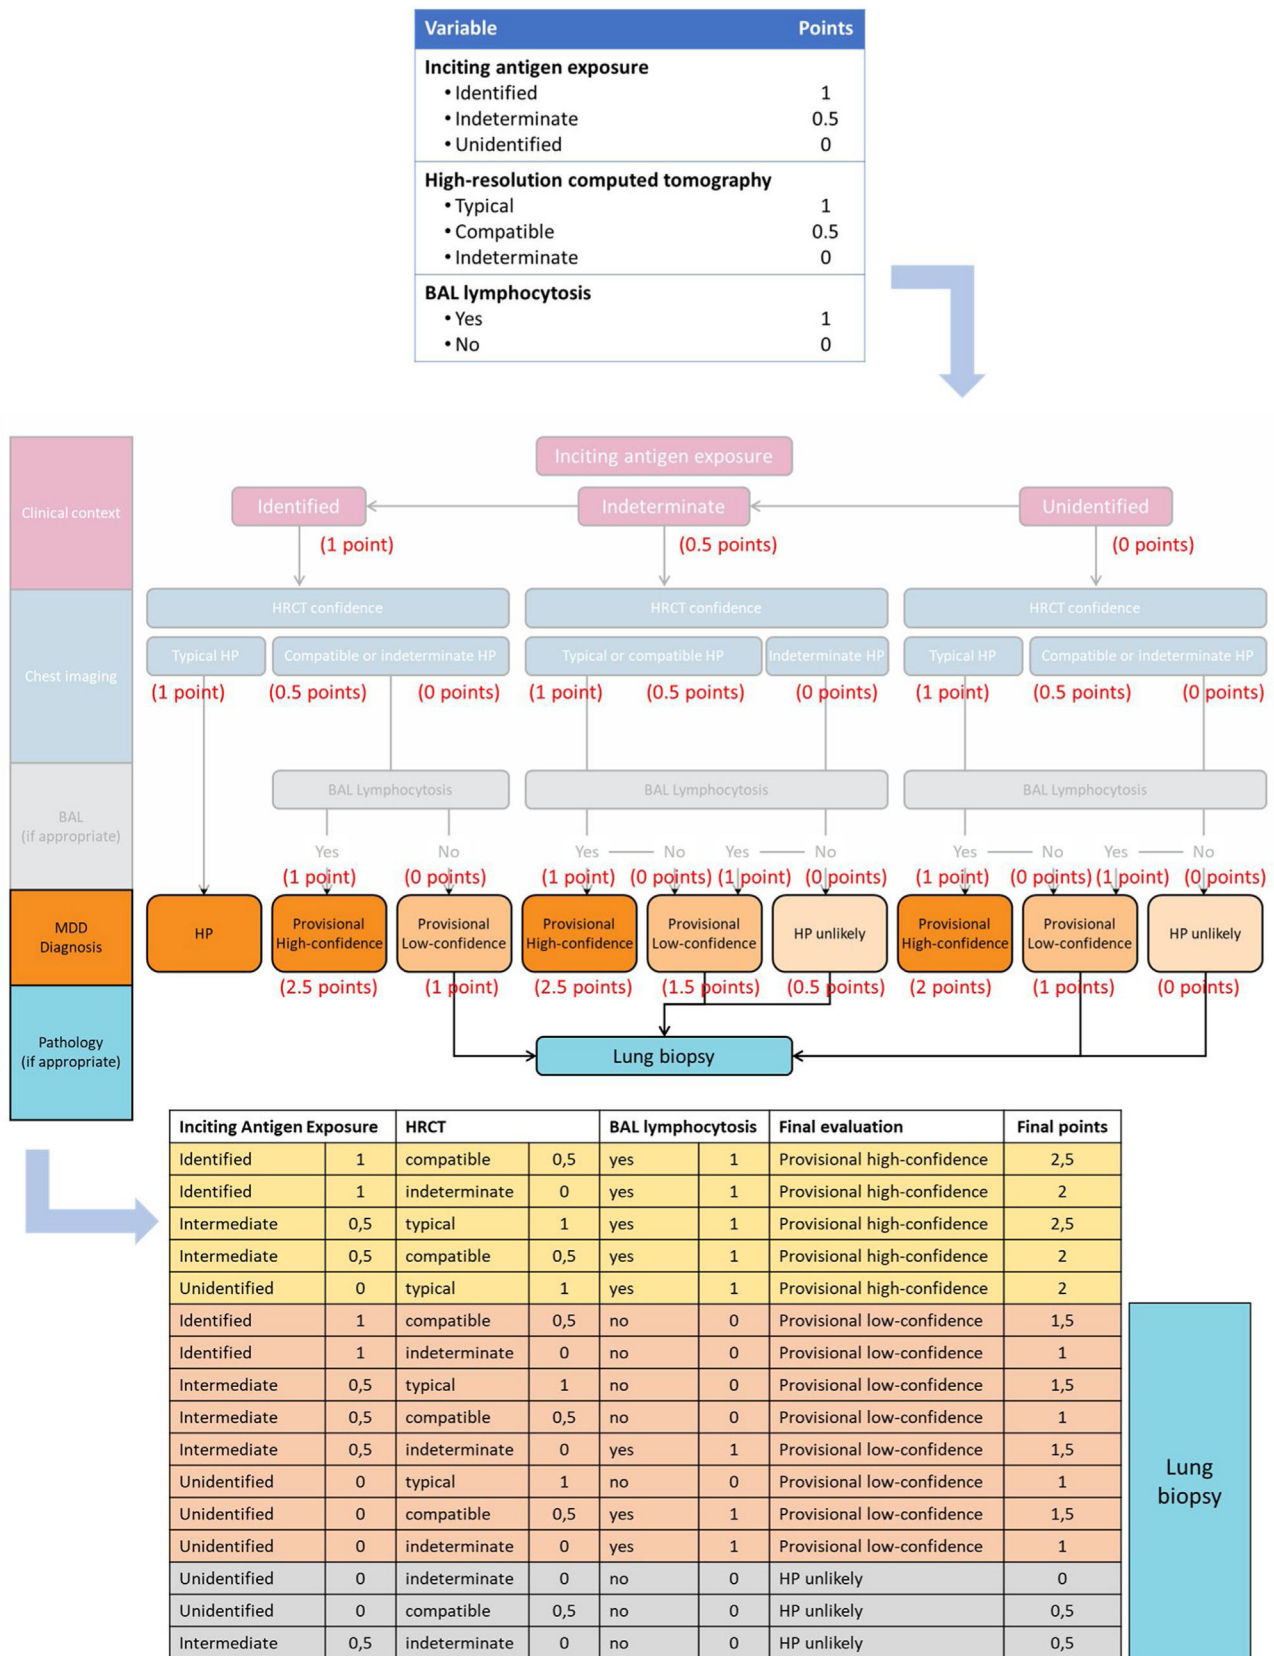 Variable Points
Inciting antigen exposure
• Identified 1
• Indeterminate 0.5
• Unidentified 0
High-resolution computed tomography
• Typical 1
• Compatible 0.5
• Indeterminate 0
BAL lymphocytosis
• Yes 1
• No 0
Inciting antigen exposure
Clinical context
Identified Indeterminate Unidentified
(1 point) (0.5 points) (0 points)
HRCT confidence HRCT confidence HRCT confidence
Chest imaging
Typical HP Compatible or indeterminate HP Typical or compatible HP Indeterminate HP Typical HP Compatible or indeterminate HP
(1 point) (0.5 points) (0 points) (1 point) (0.5 points) (0 points) (1 point) (0.5 points) (0 points)
BAL
(if appropriate)
BAL Lymphocytosis BAL Lymphocytosis BAL Lymphocytosis
Yes No Yes No Yes No Yes No Yes No
(1 point) (0 points) (1 point) (0 points) (1 point) (0 points) (1 point) (0 points) (1 point) (0 points)
MDD
Diagnosis
HP
Provisional
High-confidence
Provisional
Low-confidence
Provisional
High-confidence
Provisional
Low-confidence
HP unlikely
Provisional
High-confidence
Provisional
Low-confidence
HP unlikely
(2.5 points) (1 point) (2.5 points) (1.5 points) (0.5 points) (2 points) (1 point) (0 points)
Pathology
(if appropriate)
Lung biopsy
Inciting Antigen Exposure HRCT BAL lymphocytosis Final evaluation Final points
Identified 1 compatible 0,5 yes 1 Provisional high-confidence 2,5
Identified 1 indeterminate 0 yes 1 Provisional high-confidence 2
Intermediate 0,5 typical 1 yes 1 Provisional high-confidence 2,5
Intermediate 0,5 compatible 0,5 yes 1 Provisional high-confidence 2
Unidentified 0 typical 1 yes 1 Provisional high-confidence 2
Identified 1 compatible 0,5 no 0 Provisional low-confidence 1,5
Identified 1 indeterminate 0 no 0 Provisional low-confidence 1
Intermediate 0,5 typical 1 no 0 Provisional low-confidence 1,5
Intermediate 0,5 compatible 0,5 no 0 Provisional low-confidence 1
Intermediate 0,5 indeterminate 0 yes 1 Provisional low-confidence 1,5
Unidentified 0 typical 1 no 0 Provisional low-confidence 1
Unidentified 0 compatible 0,5 yes 1 Provisional low-confidence 1,5
Unidentified 0 indeterminate 0 yes 1 Provisional low-confidence 1
Unidentified 0 indeterminate 0 no 0 HP unlikely 0
Unidentified 0 compatible 0,5 no 0 HP unlikely 0,5
Intermediate 0,5 indeterminate 0 no 0 HP unlikely 0,5
Lung
biopsy